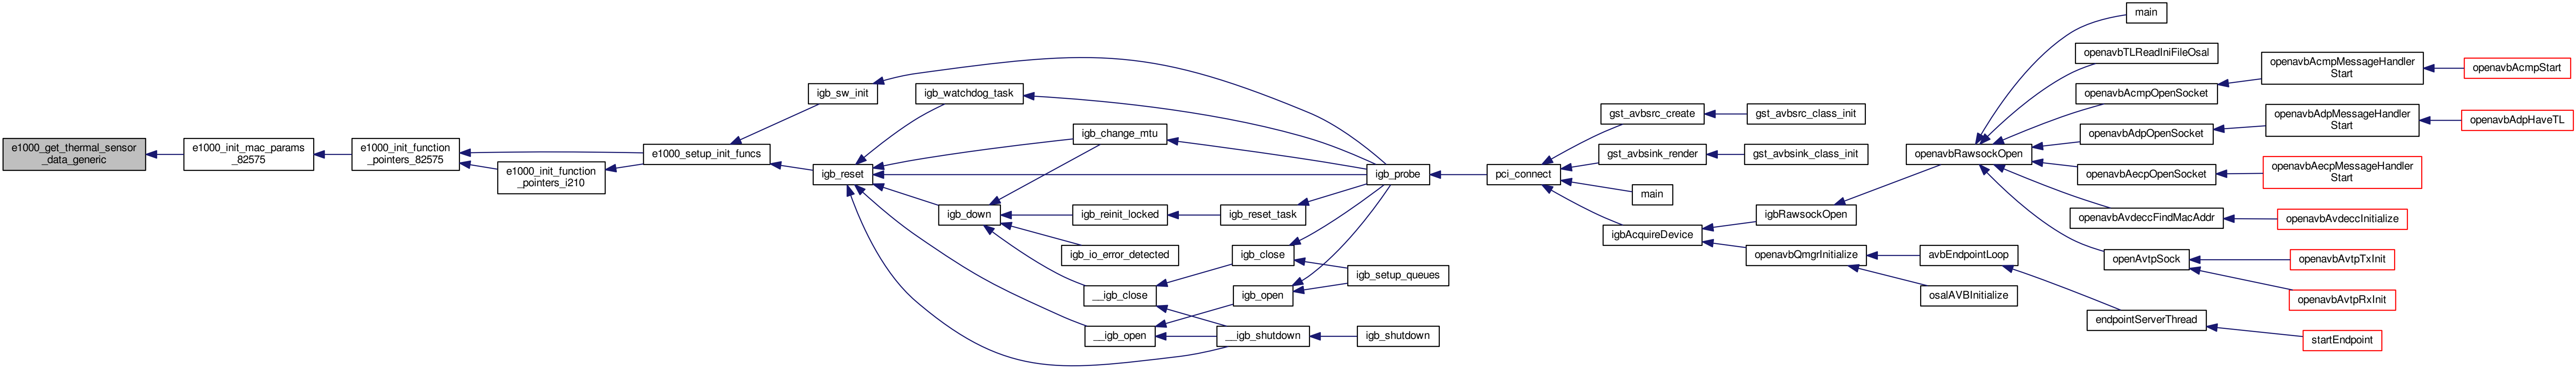 e1000_get_thermal_sensor
_data_generic
e1000_init_mac_params
_82575
e1000_init_function
_pointers_82575
e1000_init_function
_pointers_i210
e1000_setup_init_funcs
igb_sw_init
igb_reset
igb_watchdog_task
igb_down
igb_change_mtu
igb_reinit_locked
igb_io_error_detected
__igb_close
__igb_open
igb_reset_task
igb_close
igb_open
__igb_shutdown
igb_probe
igb_setup_queues
igb_shutdown
pci_connect
gst_avbsrc_create
gst_avbsink_render
main
igbAcquireDevice
gst_avbsrc_class_init
gst_avbsink_class_init
igbRawsockOpen
openavbQmgrInitialize
openavbRawsockOpen
avbEndpointLoop
osalAVBInitialize
main
openavbTLReadIniFileOsal
openavbAcmpOpenSocket
openavbAdpOpenSocket
openavbAecpOpenSocket
openavbAvdeccFindMacAddr
openAvtpSock
endpointServerThread
openavbAcmpMessageHandler
Start
openavbAdpMessageHandler
Start
openavbAecpMessageHandler
Start
openavbAvdeccInitialize
openavbAvtpTxInit
openavbAvtpRxInit
startEndpoint
openavbAcmpStart
openavbAdpHaveTL